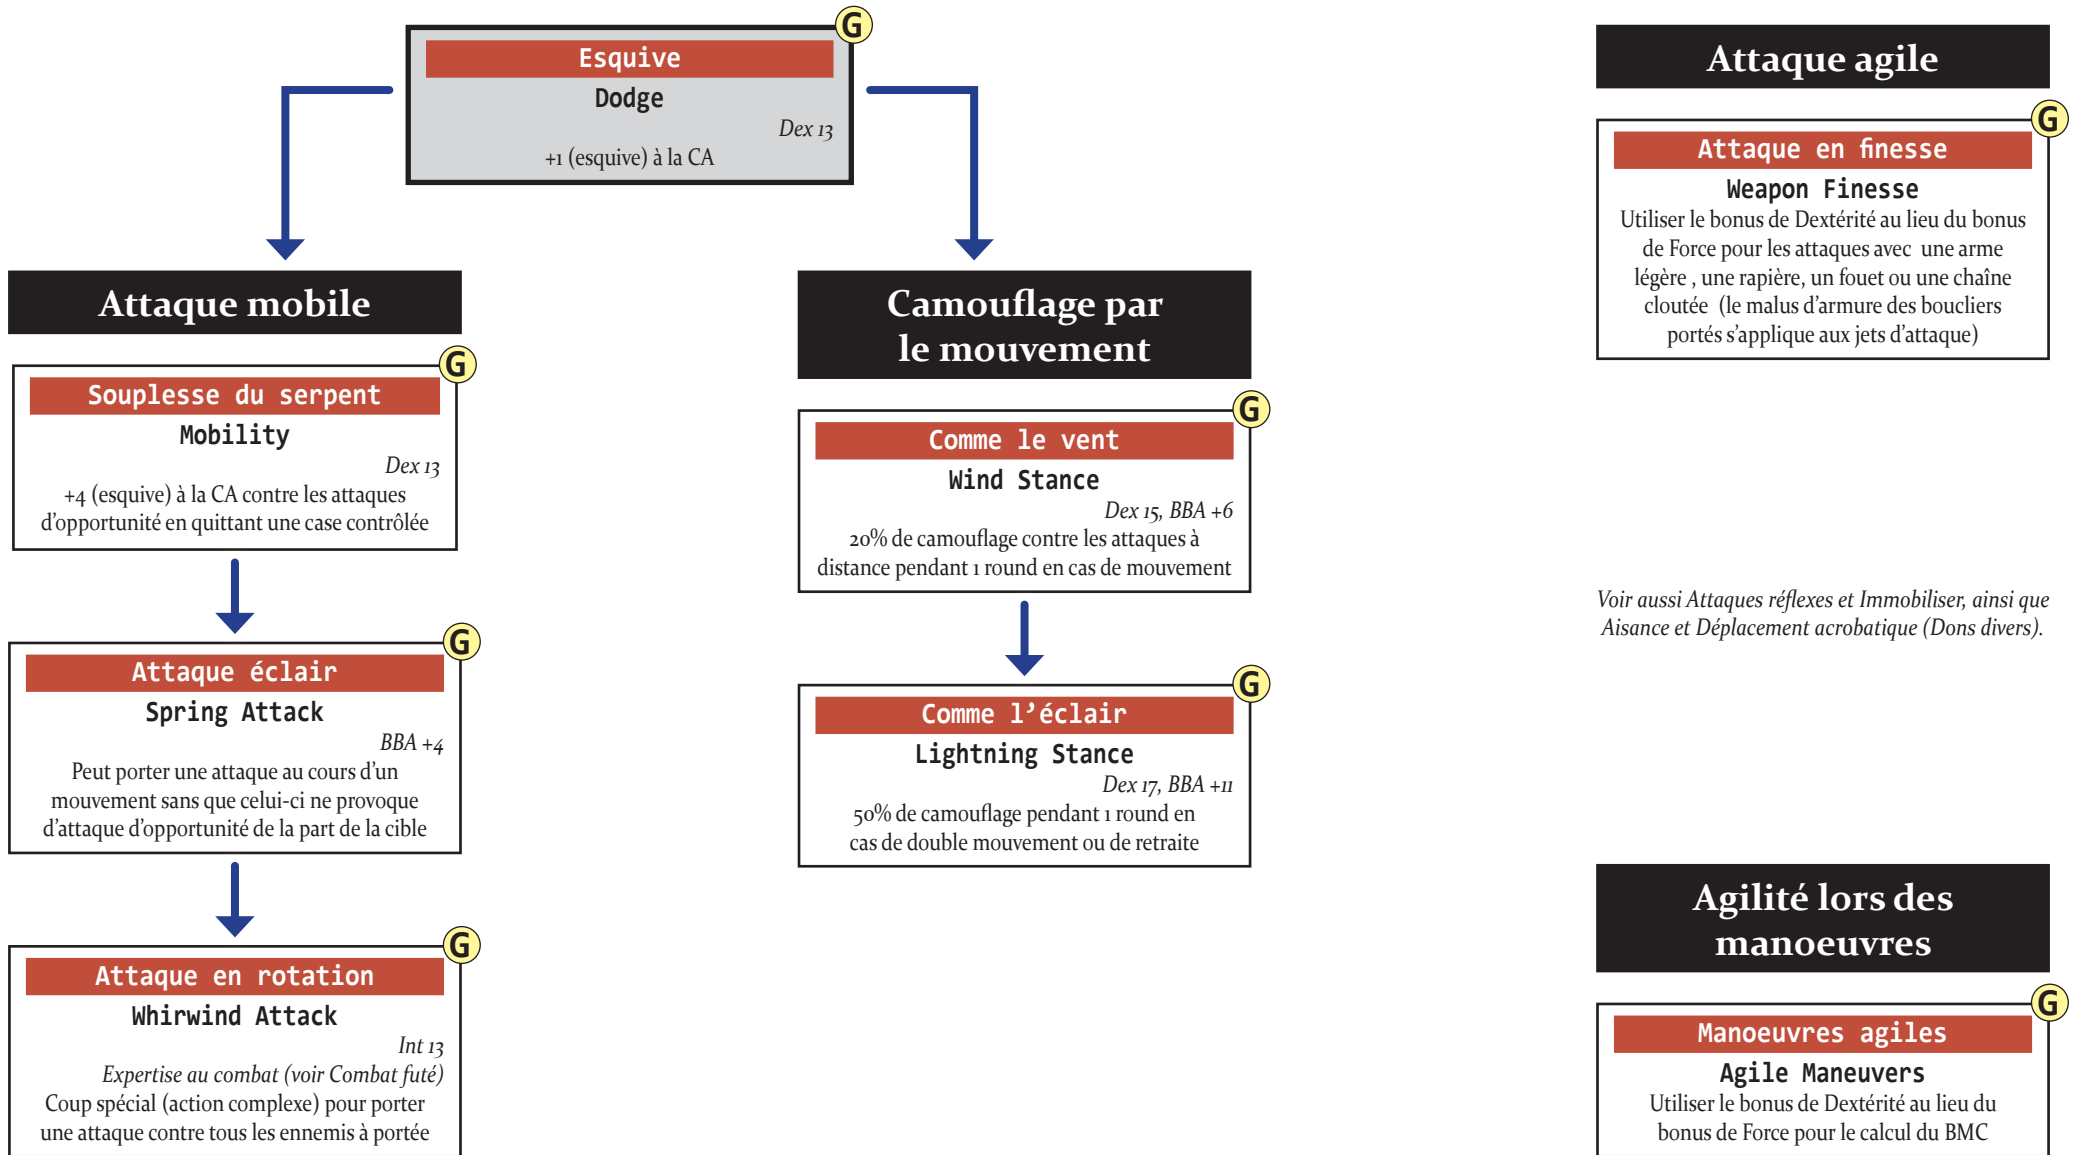 G
Esquive
Dodge
Dex 13
+1 (esquive) à la CA
Attaque mobile
G
Souplesse du serpent
Mobility
Dex 13
+4 (esquive) à la CA contre les attaques
d'opportunité en quittant une case contrôlée
G
Attaque éclair
Spring Attack
BBA +4
Peut porter une attaque au cours d'un
mouvement sans que celui-ci ne provoque
d'attaque d'opportunité de la part de la cible
G
Attaque en rotation
Whirwind Attack
Int 13
Expertise au combat (voir Combat futé)
Coup spécial (action complexe) pour porter
une attaque contre tous les ennemis à portée
Camouflage par
le mouvement
G
Comme le vent
Wind Stance
Dex 15, BBA +6
20% de camouflage contre les attaques à
distance pendant 1 round en cas de mouvement
G
Comme l’éclair
Lightning Stance
Dex 17, BBA +11
50% de camouflage pendant 1 round en
cas de double mouvement ou de retraite
Attaque agile
G
Attaque en finesse
Weapon Finesse
Utiliser le bonus de Dextérité au lieu du bonus
de Force pour les attaques avec une arme
légère , une rapière, un fouet ou une chaîne
cloutée (le malus d'armure des boucliers
portés s'applique aux jets d'attaque)
Voir aussi Attaques réflexes et Immobiliser, ainsi que
Aisance et Déplacement acrobatique (Dons divers).
Agilité lors des
manoeuvres
G
Manoeuvres agiles
Agile Maneuvers
Utiliser le bonus de Dextérité au lieu du
bonus de Force pour le calcul du BMC